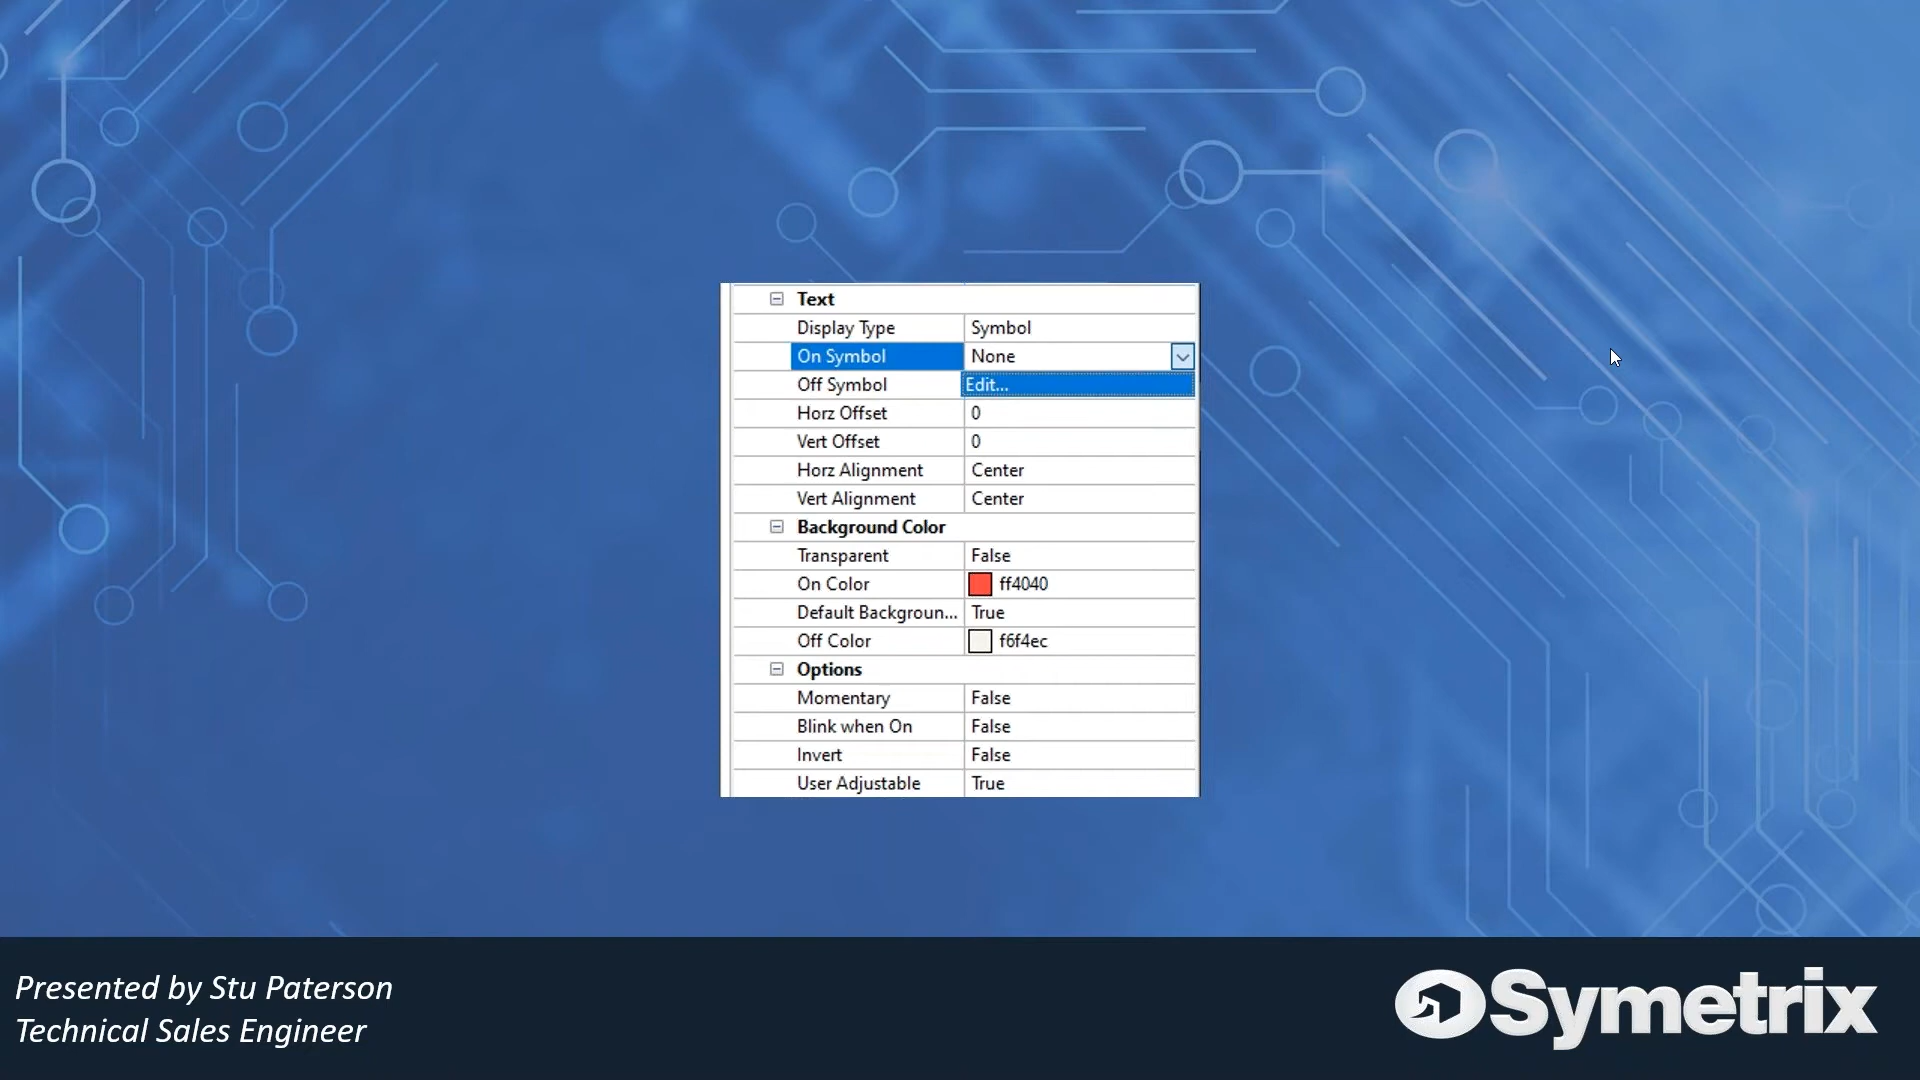 Text
Display Type Symbol
On Symbol None
Off Symbol Edit...
Horz Offset 0
Vert Offset 0
Horz Alignment Center
Vert Alignment Center
Background Color
Transparent False
On Color ff4040
Default Backgroun... True
Off Color f6f4ec
Options
Momentary False
Blink when On False
Invert False
User Adjustable True
Presented by Stu Paterson
Technical Sales Engineer
Symetrix